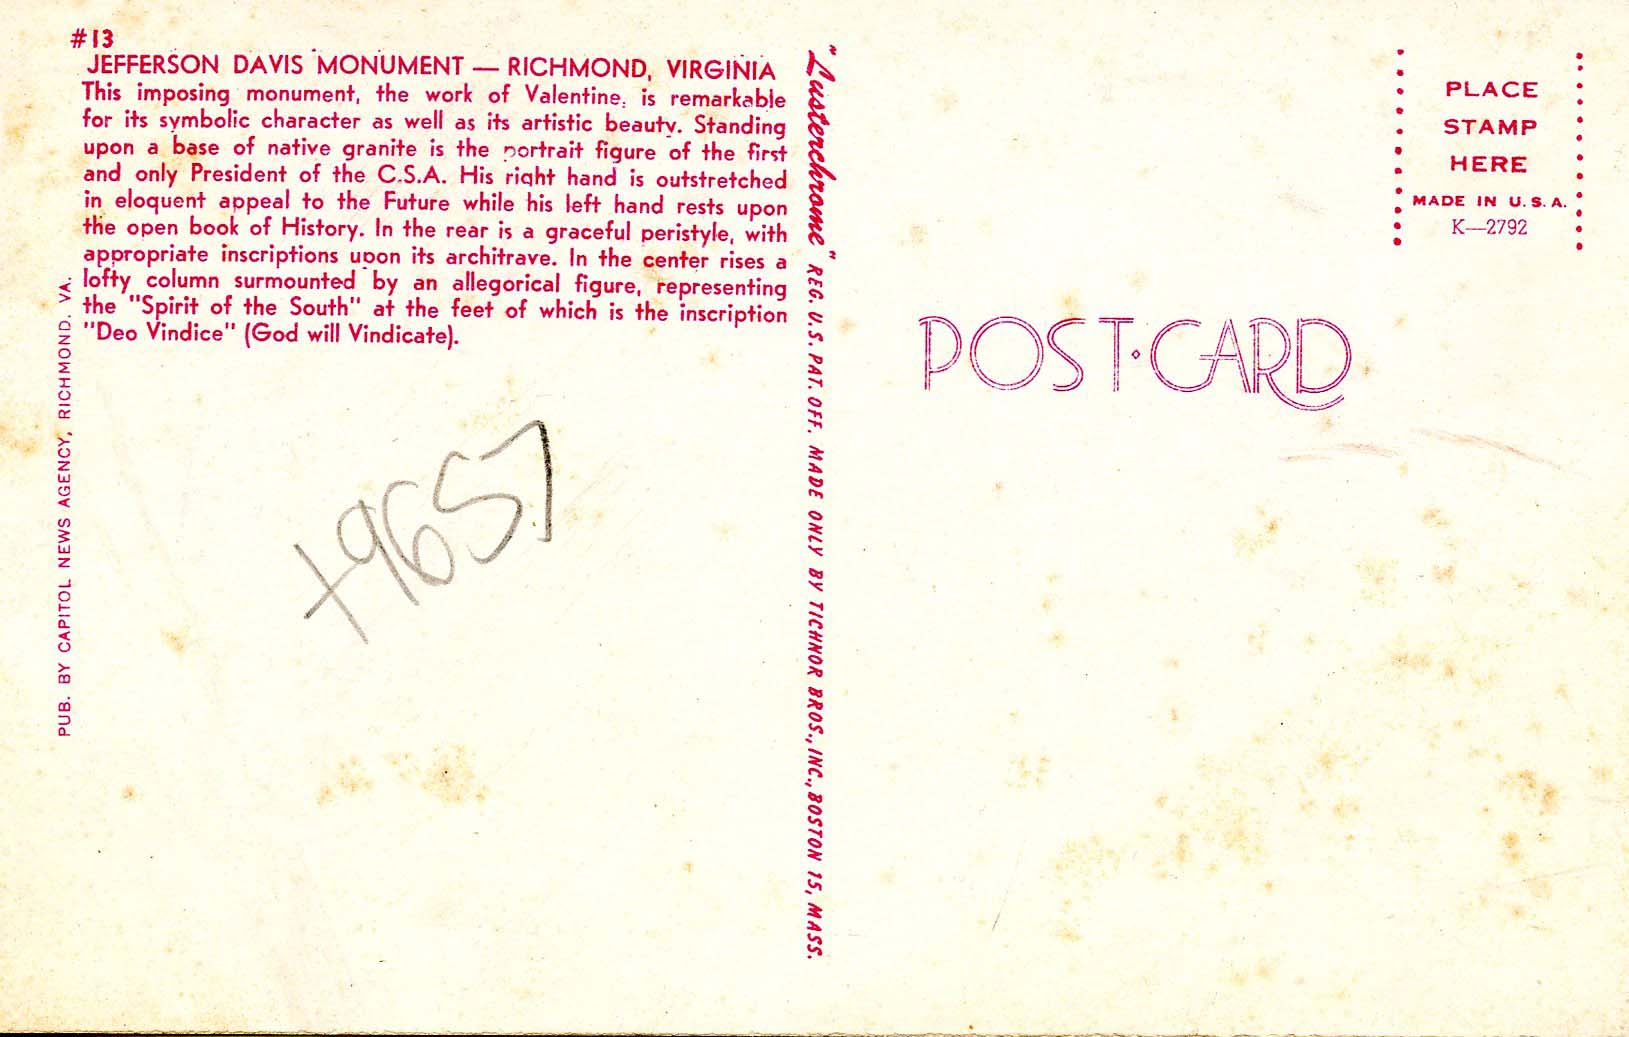 #13
JEFFERSON DAVIS MONUMENT — RICHMOND, VIRGINIA
This imposing monument, the work of Valentine, is remarkable
for its symbolic character as well as its artistic beauty. Standing
upon a base of native granite is the portrait figure of the first
and only President of the C.S.A. His right hand is outstretched
in eloquent appeal to the Future while his left hand rests upon
the open book of History. In the rear is a graceful peristyle, with
appropriate inscriptions upon its architrave. In the center rises a
lofty column surmounted by an allegorical figure, representing
the "Spirit of the South" at the feet of which is the inscription
"Deo Vindice" (God will Vindicate).
PUB. BY CAPITOL NEWS AGENCY, RICHMOND, VA.
+9657
"Lusterchrome" REG. U.S. PAT. OFF. MADE ONLY BY TICHNOR BROS., INC., BOSTON 15, MASS.
POST·CARD
PLACE
STAMP
HERE
MADE IN U.S.A.
K—2792